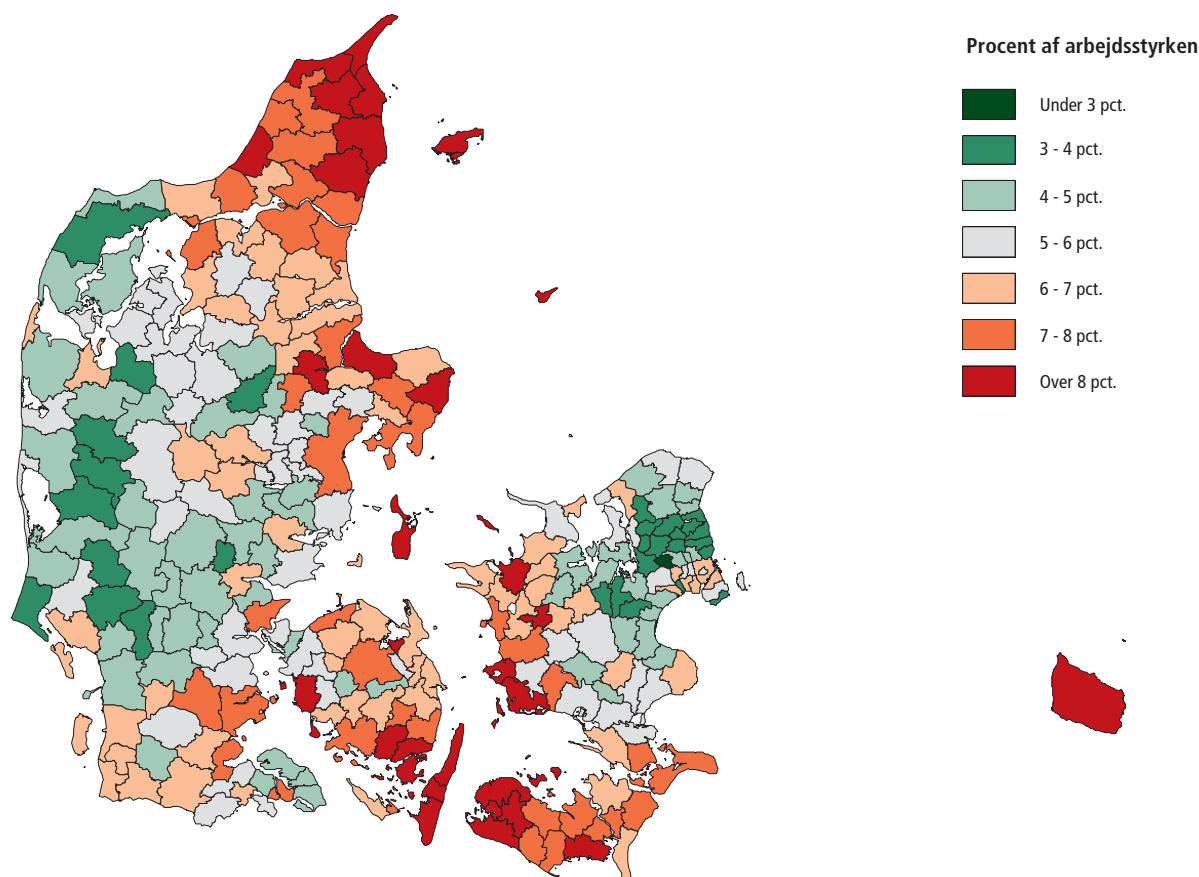 Procent af arbejdsstyrken
Under 3 pct.
3 - 4 pct.
4 - 5 pct.
5 - 6 pct.
6 - 7 pct.
7 - 8 pct.
Over 8 pct.